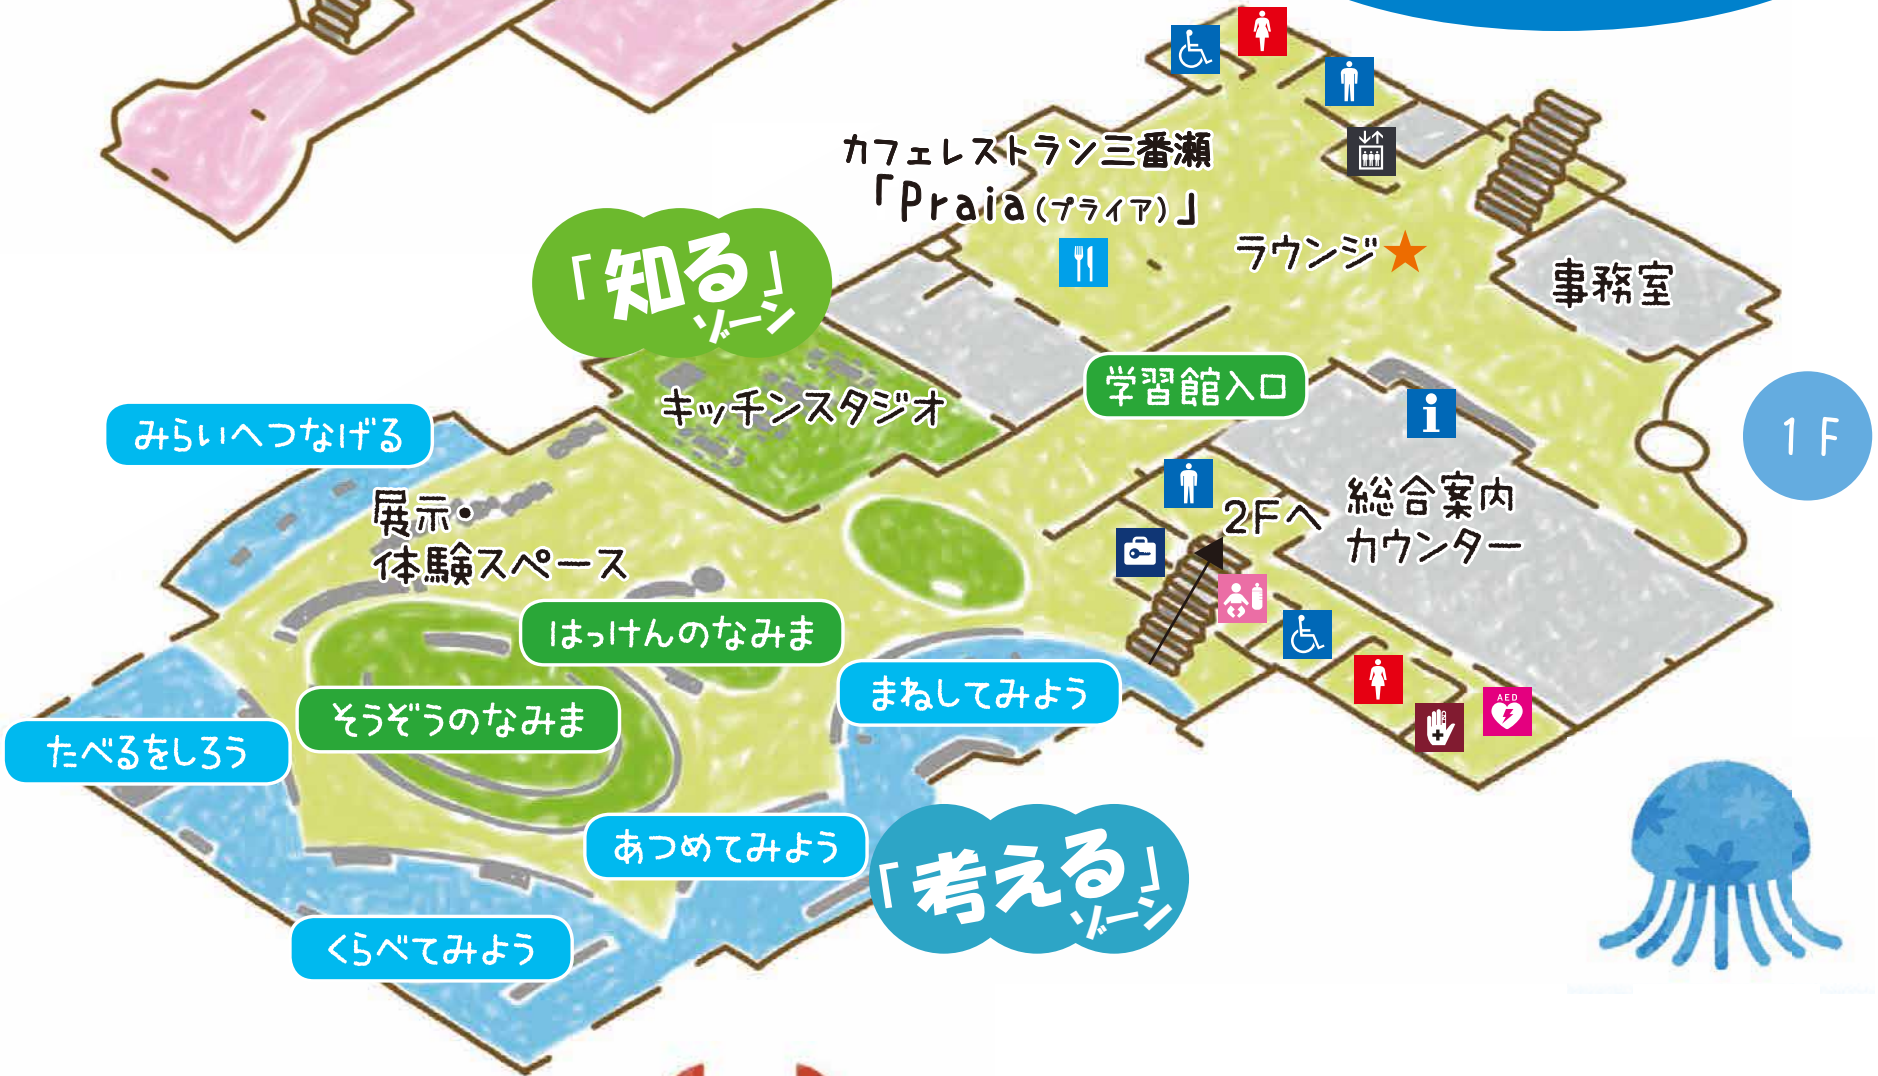 カフェレストラン三番瀬
「Praia(プライア)」
ラウンジ★
事務室
「知る」
ゾーン
学習館入口
キッチンスタジオ
1F
みらいへつなげる
展示・
体験スペース
2Fへ
総合案内
カウンター
はっけんのなみま
まねしてみよう
そうぞうのなみま
たべるをしろう
AED
あつめてみよう
「考える」
ゾーン
くらべてみよう